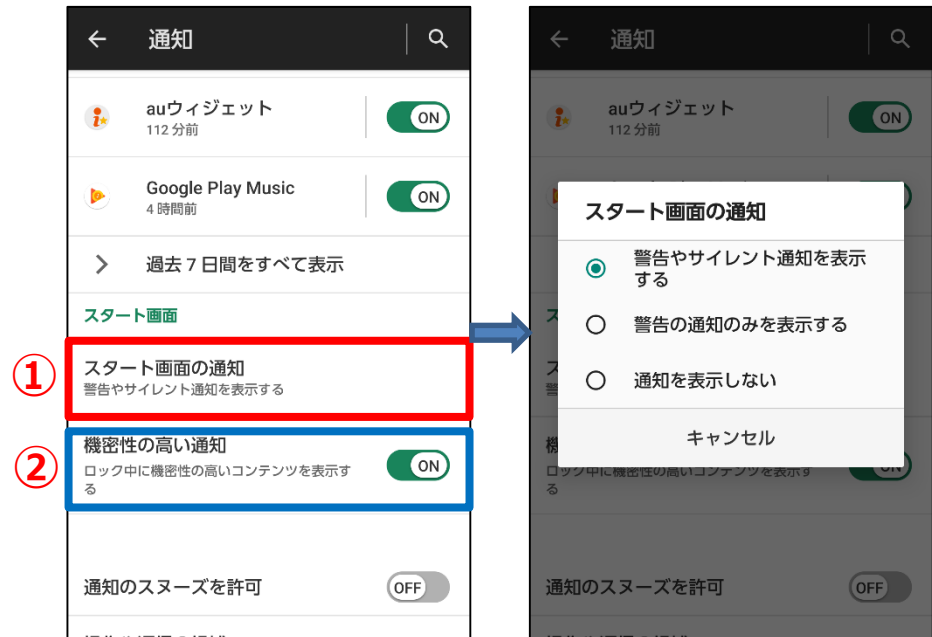 通知
auウィジェット
ON
112 分前
Google Play Music
ON
4 時間前
過去 7 日間をすべて表示
スタート画面
①
スタート画面の通知
警告やサイレント通知を表示する
②
機密性の高い通知
ON
ロック中に機密性の高いコンテンツを表示す
る
通知のスヌーズを許可
OFF
通知
auウィジェット
ON
112 分前
スタート画面の通知
警告やサイレント通知を表示
する
警告の通知のみを表示する
通知を表示しない
キャンセル
ス
ス
警
機
ON
ロック中に機密性の高いコンテンツを表示す
る
通知のスヌーズを許可
OFF